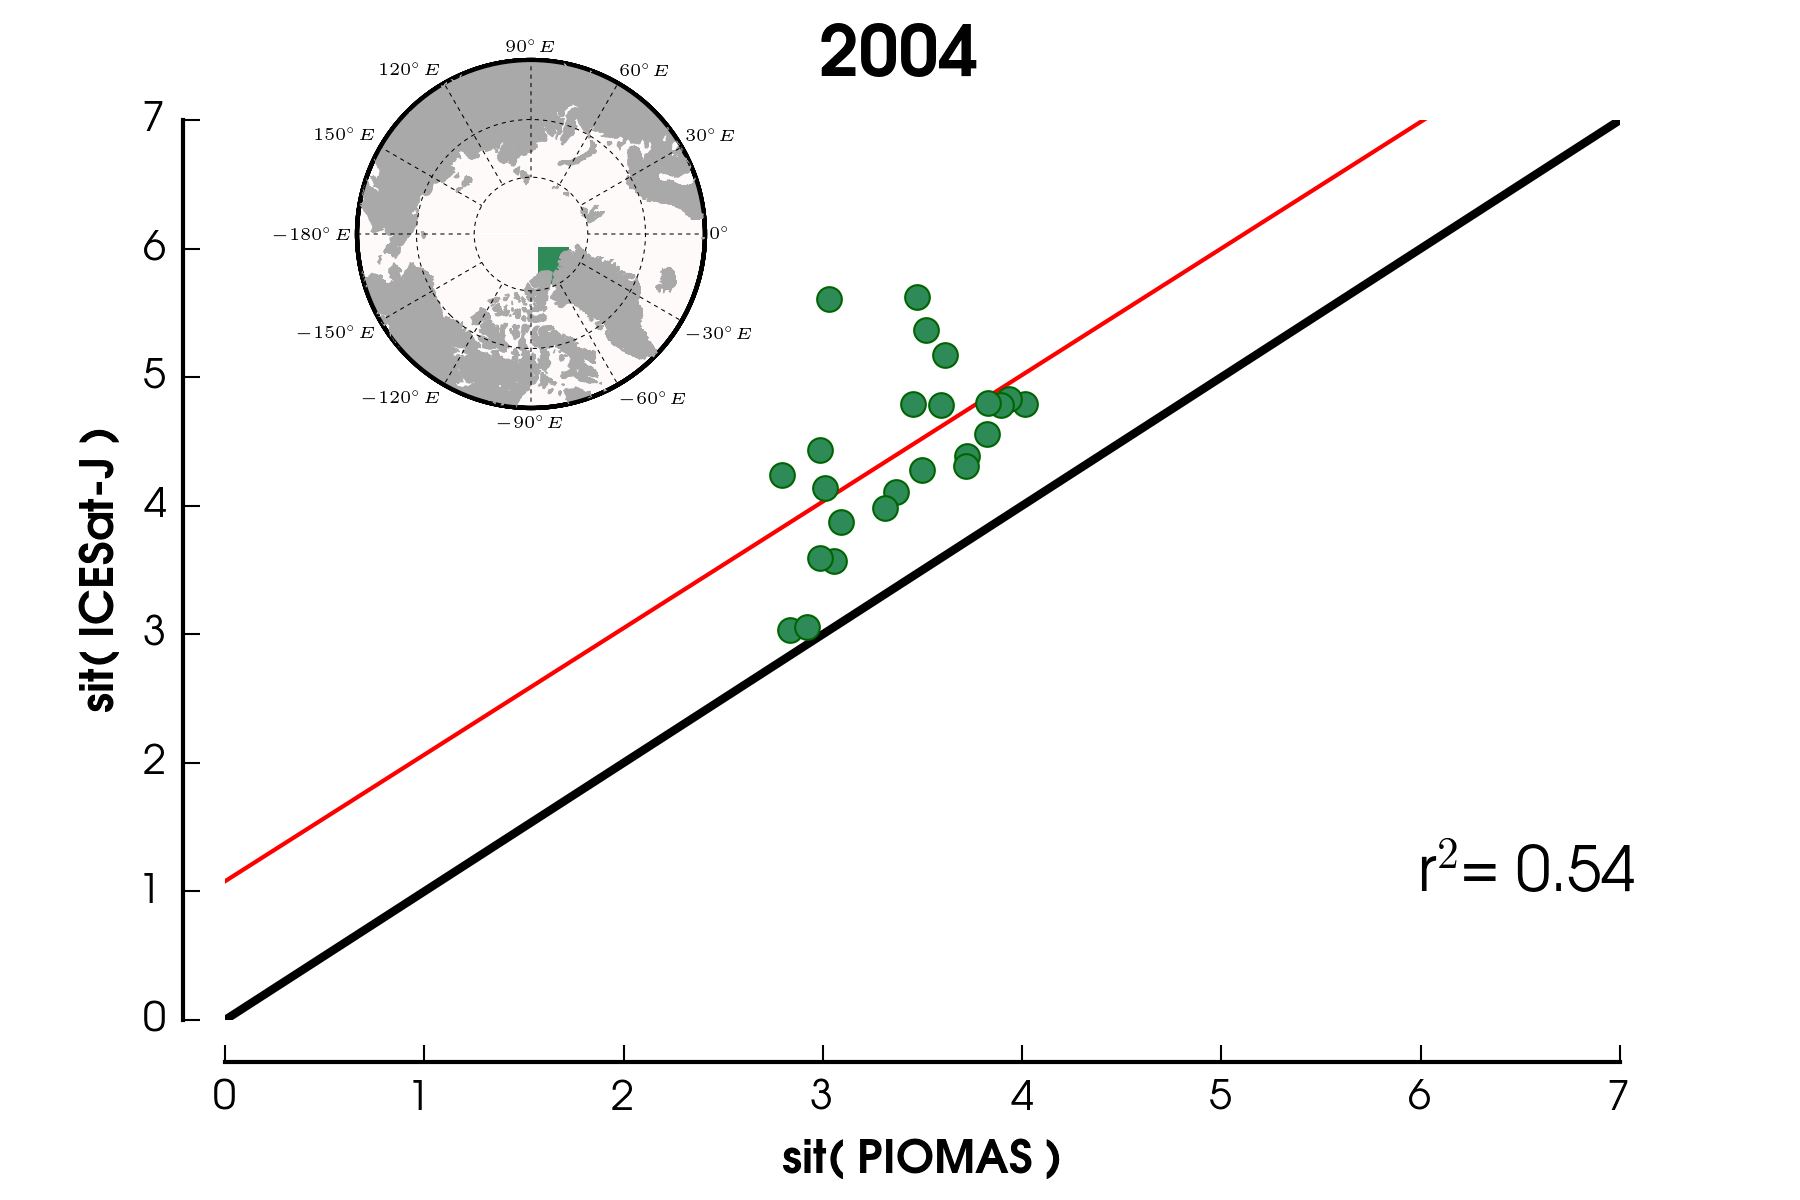 2004
90° E
120° E
60° E
150° E
30° E
−180° E
0°
−150° E
−30° E
−120° E
−60° E
−90° E
7
6
5
4
3
2
1
0
sit( ICESat-J )
r²= 0.54
0 1 2 3 4 5 6 7
sit( PIOMAS )